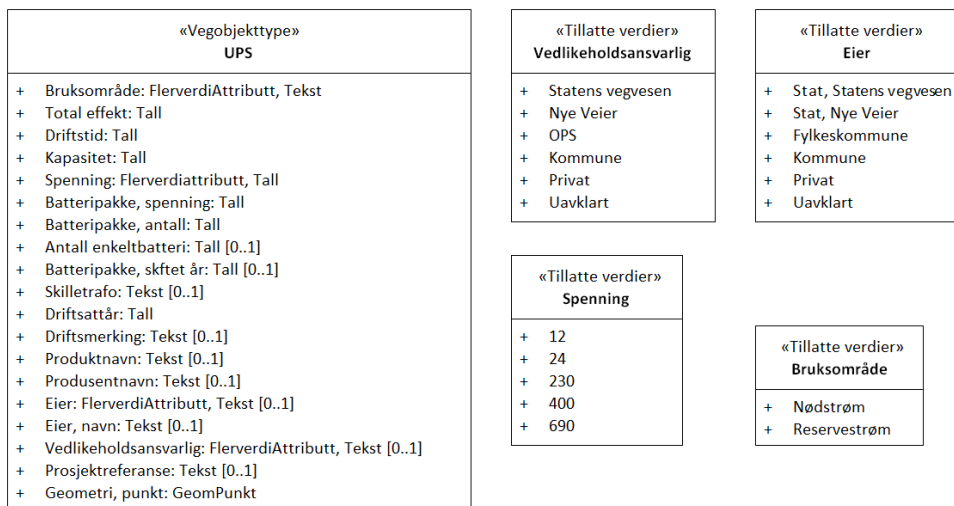 «Vegobjekttype»
UPS
+ Bruksområde: FlerverdiAttributt, Tekst
+ Total effekt: Tall
+ Driftstid: Tall
+ Kapasitet: Tall
+ Spenning: Flerverdiattributt, Tall
+ Batteripakke, spenning: Tall
+ Batteripakke, antall: Tall
+ Antall enkeltbatteri: Tall [0..1]
+ Batteripakke, skftet år: Tall [0..1]
+ Skilletrafo: Tekst [0..1]
+ Driftsattår: Tall
+ Driftsmerking: Tekst [0..1]
+ Produktnavn: Tekst [0..1]
+ Produsentnavn: Tekst [0..1]
+ Eier: FlerverdiAttributt, Tekst [0..1]
+ Eier, navn: Tekst [0..1]
+ Vedlikeholdsansvarlig: FlerverdiAttributt, Tekst [0..1]
+ Prosjektreferanse: Tekst [0..1]
+ Geometri, punkt: GeomPunkt
«Tillatte verdier»
Vedlikeholdsansvarlig
+ Statens vegvesen
+ Nye Veier
+ OPS
+ Kommune
+ Privat
+ Uavklart
«Tillatte verdier»
Eier
+ Stat, Statens vegvesen
+ Stat, Nye Veier
+ Fylkeskommune
+ Kommune
+ Privat
+ Uavklart
«Tillatte verdier»
Spenning
+ 12
+ 24
+ 230
+ 400
+ 690
«Tillatte verdier»
Bruksområde
+ Nødstrøm
+ Reservestrøm